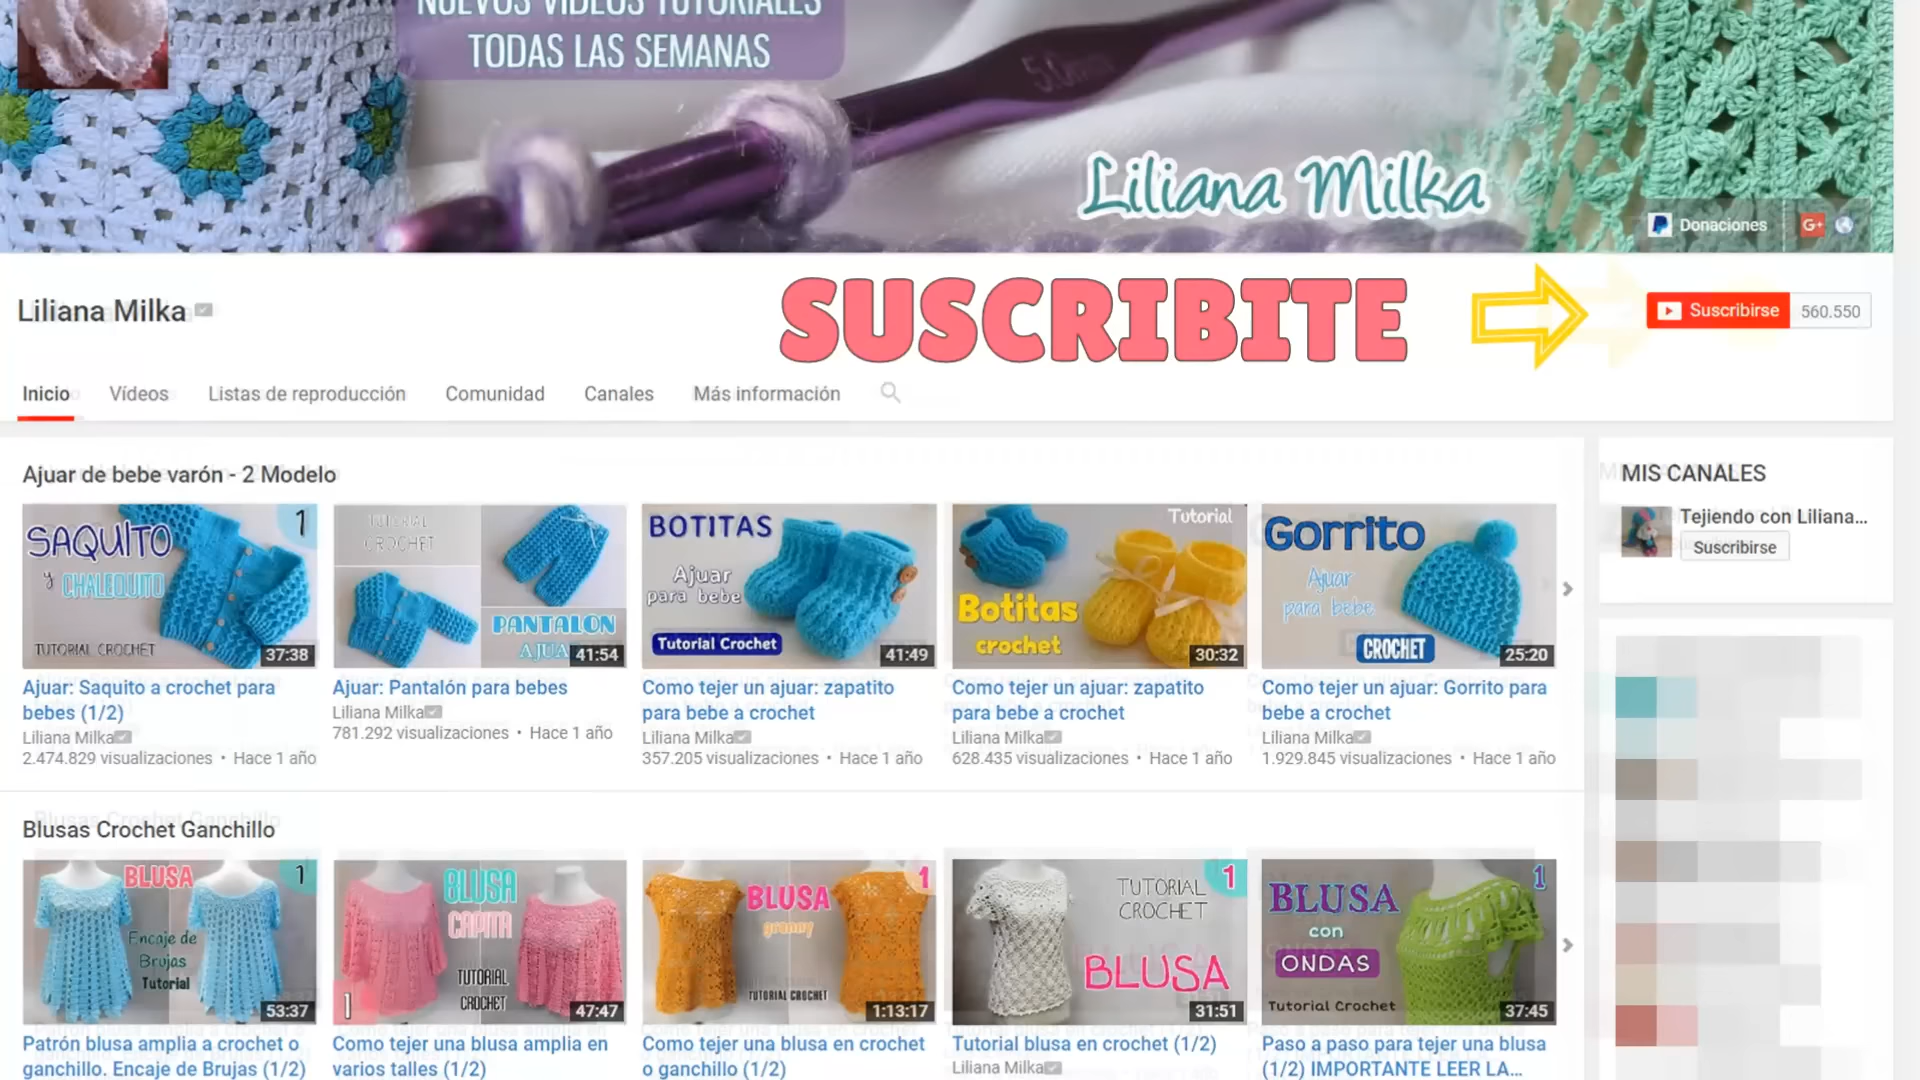 NUEVOS VIDEOS TUTORIALES
TODAS LAS SEMANAS
5.0mm
Liliana Milka
Donaciones
G+
Liliana Milka
SUSCRIBITE
Suscribirse
560.550
Inicio
Vídeos
Listas de reproducción
Comunidad
Canales
Más información
Ajuar de bebe varón - 2 Modelo
SAQUITO
y CHALEQUITO
1
TUTORIAL CROCHET
37:38
TUTORIAL
CROCHET
PANTALON
AJUA
41:54
BOTITAS
Ajuar
para bebe
Tutorial Crochet
41:49
Tutorial
Botitas
crochet
30:32
Gorrito
Ajuar
para bebe
CROCHET
25:20
Ajuar: Saquito a crochet para
bebes (1/2)
Liliana Milka
2.474.829 visualizaciones • Hace 1 año
Ajuar: Pantalón para bebes
Liliana Milka
781.292 visualizaciones • Hace 1 año
Como tejer un ajuar: zapatito
para bebe a crochet
Liliana Milka
357.205 visualizaciones • Hace 1 año
Como tejer un ajuar: zapatito
para bebe a crochet
Liliana Milka
628.435 visualizaciones • Hace 1 año
Como tejer un ajuar: Gorrito para
bebe a crochet
Liliana Milka
1.929.845 visualizaciones • Hace 1 año
MIS CANALES
Tejiendo con Liliana...
Suscribirse
Blusas Crochet Ganchillo
BLUSA
1
Encaje de
Brujas
Tutorial
53:37
BLUSA
CAPITA
TUTORIAL
CROCHET
1
47:47
BLUSA
granny
1
TUTORIAL CROCHET
1:13:17
TUTORIAL
CROCHET
1
BLUSA
31:51
BLUSA
con
ONDAS
1
Tutorial Crochet
37:45
Patrón blusa amplia a crochet o
ganchillo. Encaje de Brujas (1/2)
Como tejer una blusa amplia en
varios talles (1/2)
Como tejer una blusa en crochet
o ganchillo (1/2)
Tutorial blusa en crochet (1/2)
Liliana Milka
Paso a paso para tejer una blusa
(1/2) IMPORTANTE LEER LA...